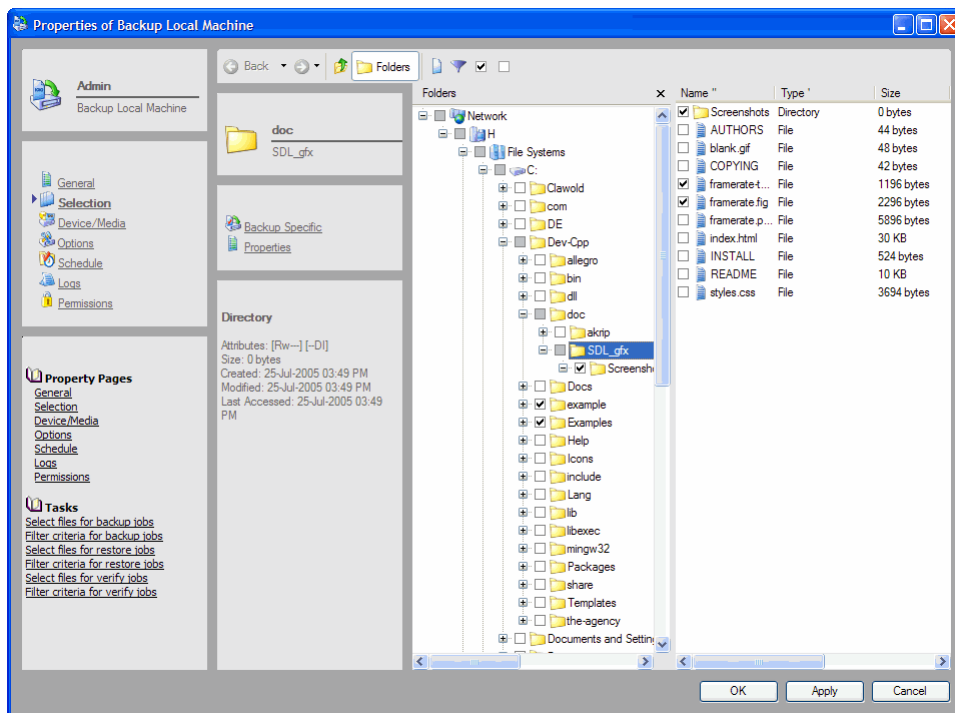 Properties of Backup Local Machine
Admin
Backup Local Machine
General
Selection
Device/Media
Options
Schedule
Logs
Permissions
Property Pages
General
Selection
Device/Media
Options
Schedule
Logs
Permissions
Tasks
Select files for backup jobs
Filter criteria for backup jobs
Select files for restore jobs
Filter criteria for restore jobs
Select files for verify jobs
Filter criteria for verify jobs
Back
Folders
doc
SDL_gfx
Backup Specific
Properties
Directory
Attributes: [Rw---] [--DI]
Size: 0 bytes
Created: 25-Jul-2005 03:49 PM
Modified: 25-Jul-2005 03:49 PM
Last Accessed: 25-Jul-2005 03:49
PM
Folders
Network
H
File Systems
C:
Clawold
com
DE
Dev-Cpp
allegro
bin
dll
doc
akrip
SDL_gfx
Screensh
Docs
example
Examples
Help
Icons
include
Lang
lib
libexec
mingw32
Packages
share
Templates
the-agency
Documents and Setting
Name " Type ' Size
Screenshots Directory 0 bytes
AUTHORS File 44 bytes
blank.gif File 48 bytes
COPYING File 42 bytes
framerate-t... File 1196 bytes
framerate.fig File 2296 bytes
framerate.p... File 5896 bytes
index.html File 30 KB
INSTALL File 524 bytes
README File 10 KB
styles.css File 3694 bytes
OK Apply Cancel